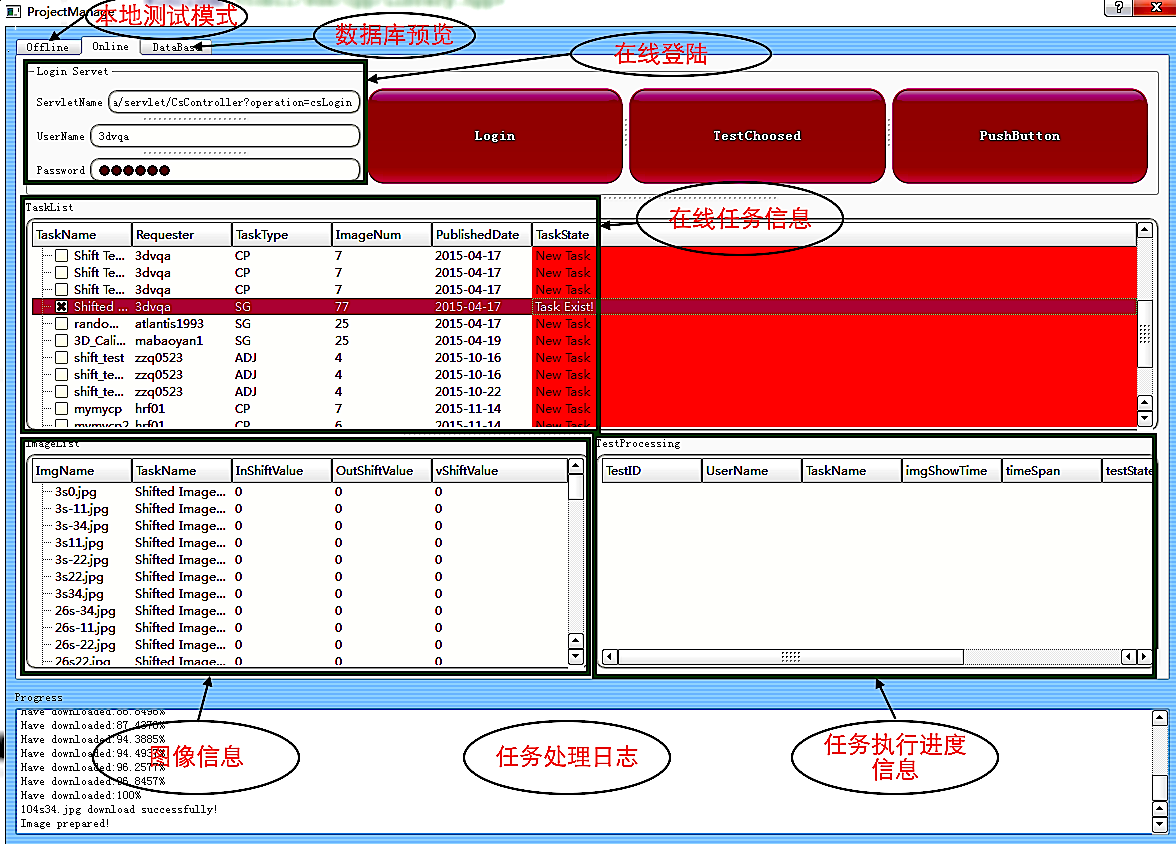 ProjectManage
本地测试模式
Offline
Online
DataBas
数据库预览
在线登陆
Login Servet
ServletName a/servlet/CsController?operation=csLogin
UserName 3dvqa
Password
Login
TestChoosed
PushButton
TaskList
在线任务信息
TaskName Requester TaskType ImageNum PublishedDate TaskState
Shift Te... 3dvqa CP 7 2015-04-17 New Task
Shift Te... 3dvqa CP 7 2015-04-17 New Task
Shift Te... 3dvqa CP 7 2015-04-17 New Task
Shifted ... 3dvqa SG 77 2015-04-17 Task Exist!
rando... atlantis1993 SG 25 2015-04-17 New Task
3D_Cali... mabaoyan1 SG 25 2015-04-19 New Task
shift_test zzq0523 ADJ 4 2015-10-16 New Task
shift_te... zzq0523 ADJ 4 2015-10-16 New Task
shift_te... zzq0523 ADJ 4 2015-10-22 New Task
mymycp hrf01 CP 7 2015-11-14 New Task
mymycp2 hrf01 CP 6 2015-11-14 New Task
ImageList
ImgName TaskName InShiftValue OutShiftValue vShiftValue
3s0.jpg Shifted Image... 0 0 0
3s-11.jpg Shifted Image... 0 0 0
3s-34.jpg Shifted Image... 0 0 0
3s11.jpg Shifted Image... 0 0 0
3s-22.jpg Shifted Image... 0 0 0
3s22.jpg Shifted Image... 0 0 0
3s34.jpg Shifted Image... 0 0 0
26s-34.jpg Shifted Image... 0 0 0
26s-11.jpg Shifted Image... 0 0 0
26s-22.jpg Shifted Image... 0 0 0
26s22.jpg Shifted Image... 0 0 0
TestProcessing
TestID UserName TaskName imgShowTime timeSpan testState
Progress
Have downloaded:86.8498%
Have downloaded:87.4370%
Have downloaded:94.3885%
Have downloaded:94.4937%
Have downloaded:96.2577%
Have downloaded:96.8457%
Have downloaded:100%
104s34.jpg download successfully!
Image prepared!
图像信息
任务处理日志
任务执行进度
信息